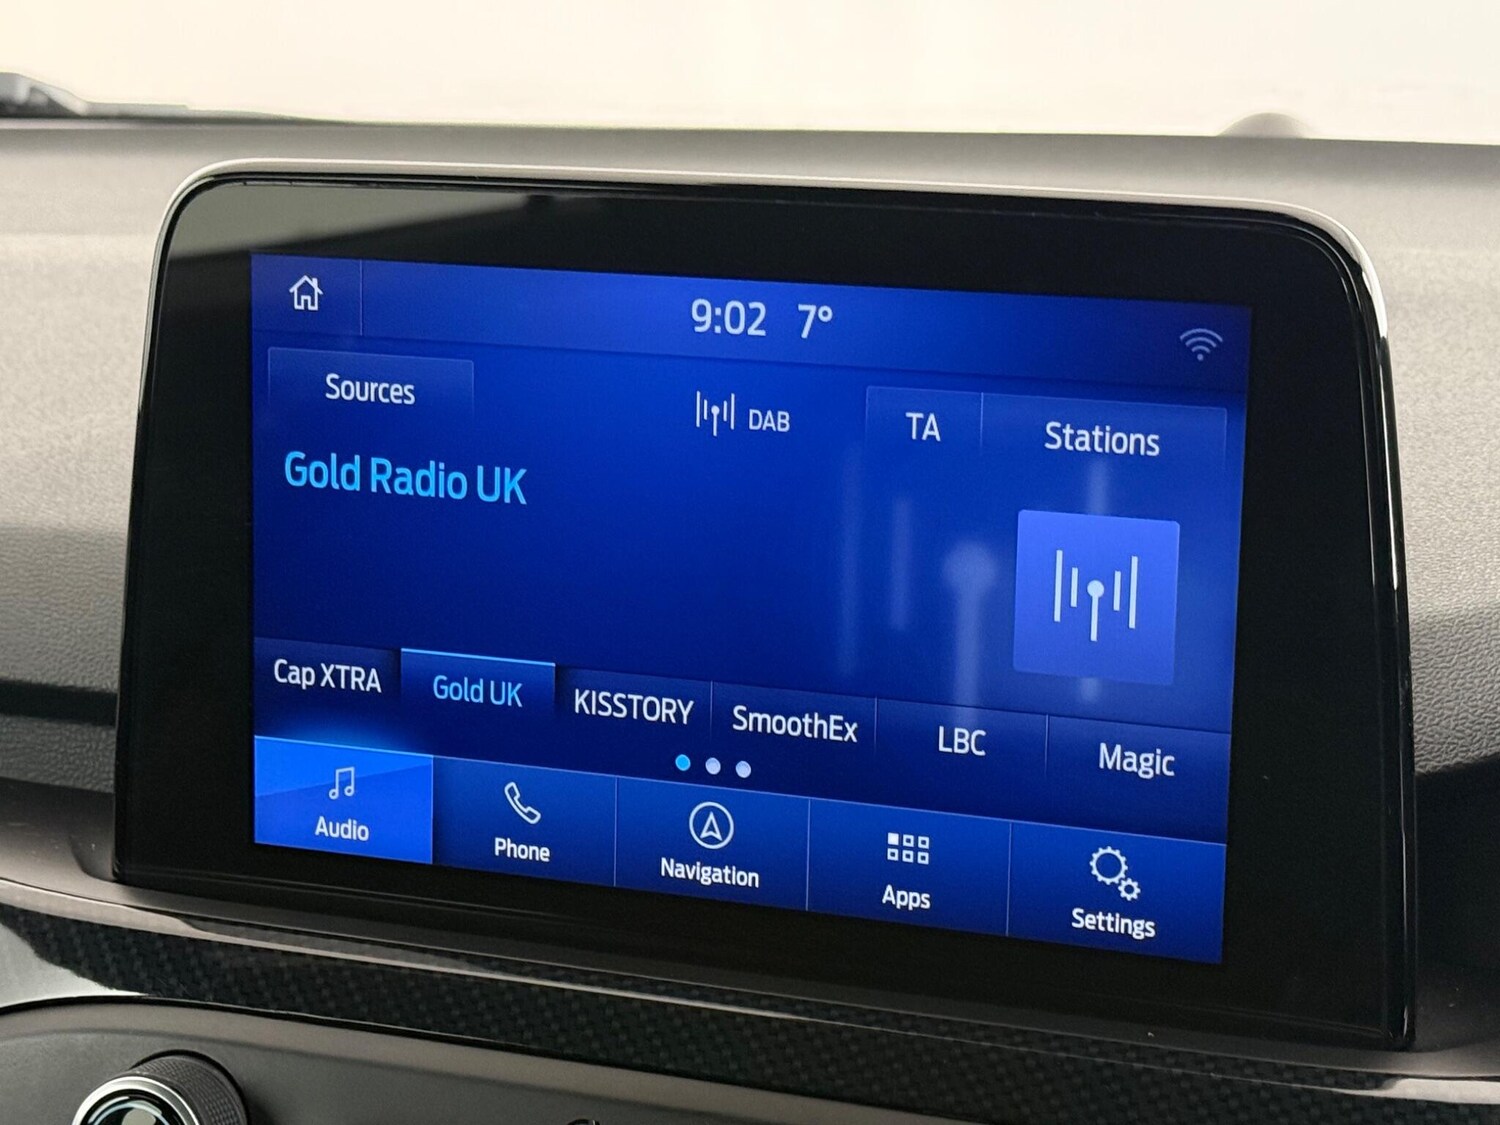 9:02 7°
Sources
DAB
TA
Stations
Gold Radio UK
Cap XTRA
Gold UK
KISSTORY
SmoothEx
LBC
Magic
Audio
Phone
Navigation
Apps
Settings